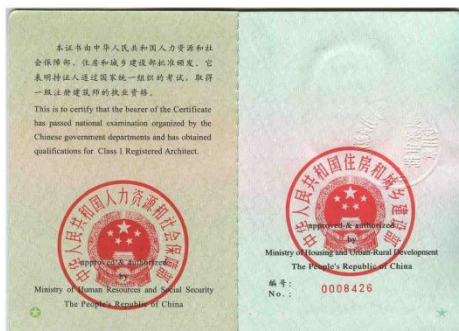 本证书由中华人民共和国人力资源和社
会保障部、住房和城乡建设部批准颁发。它
表明持证人通过国家统一组织的考试，取得
一级注册建筑师的执业资格。
This is to certify that the bearer of the Certificate
has passed national examination organized by the
Chinese government departments and has obtained
qualifications for Class 1 Registered Architect.
中华人民共和国人力资源和社会保障部
approved & authorized
by
Ministry of Human Resources and Social Security
The People's Republic of China
中华人民共和国住房和城乡建设部
approved & authorized
by
Ministry of Housing and Urban-Rural Development
The People's Republic of China
编号：
No.： 0008426